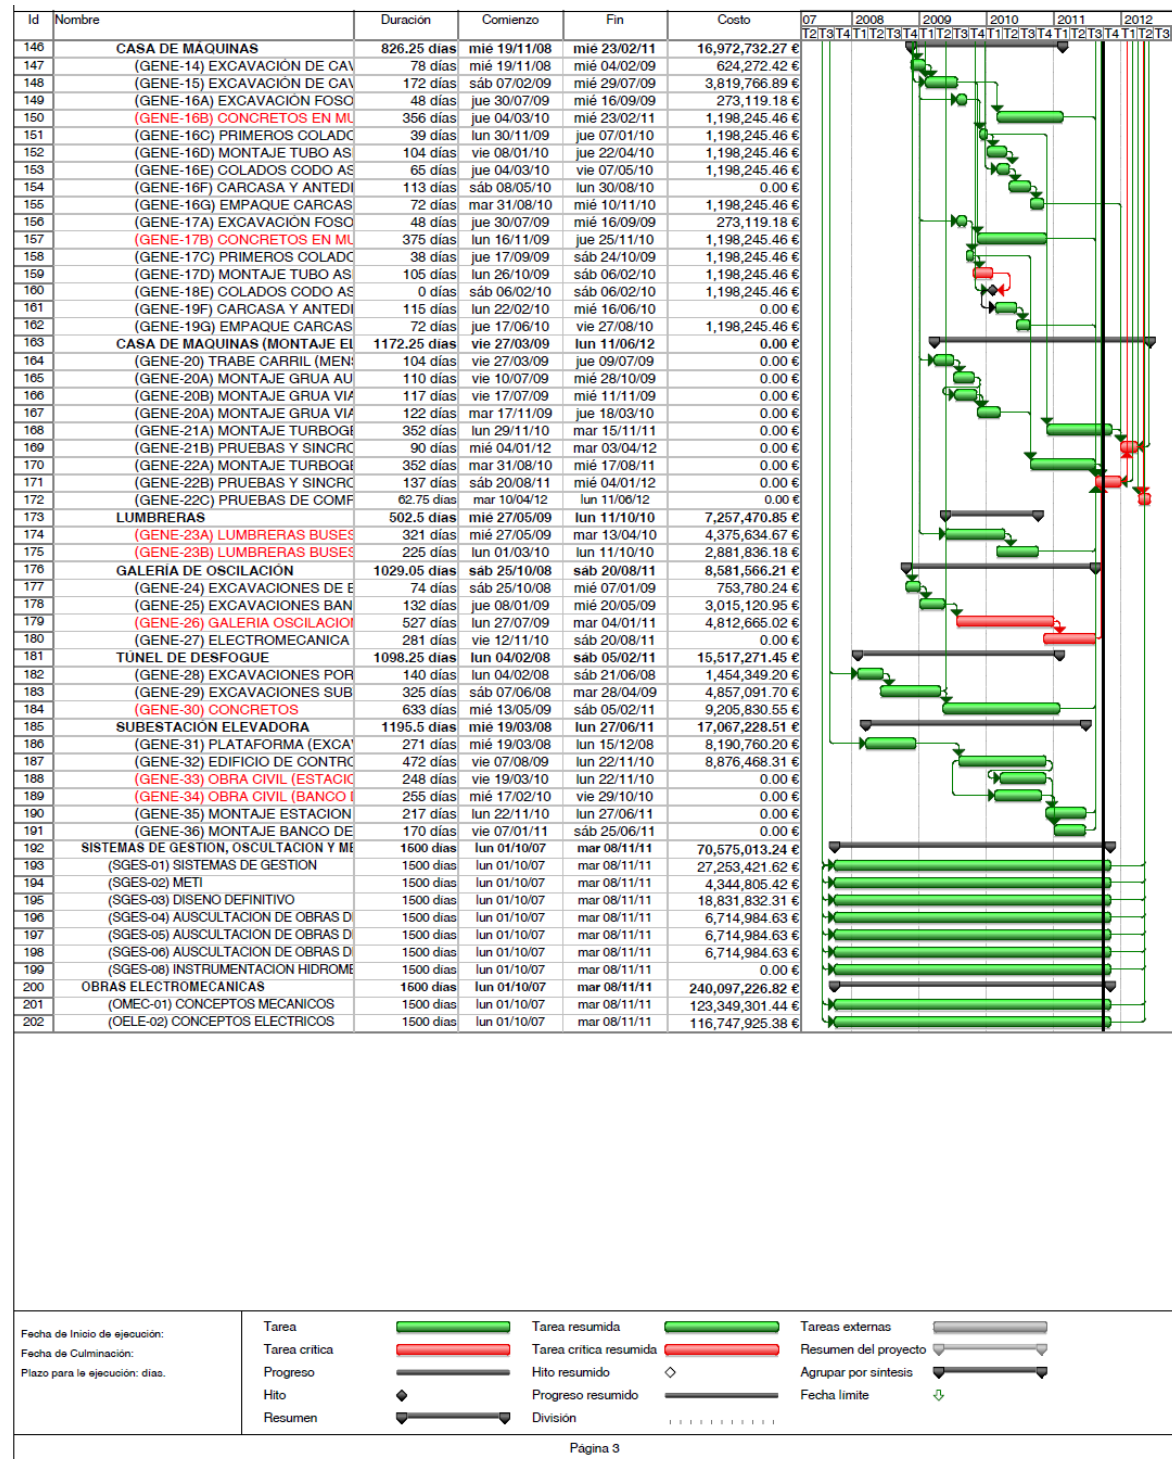 Id Nombre Duración Comienzo Fin Costo 07 2008 2009 2010 2011 2012
T2 T3 T4 T1 T2 T3 T4 T1 T2 T3 T4 T1 T2 T3 T4 T1 T2 T3 T4 T1 T2 T3
146 CASA DE MÁQUINAS 826.25 días mié 19/11/08 mié 23/02/11 16,972,732.27 €
147 (GENE-14) EXCAVACIÓN DE CAV 78 días mié 19/11/08 mié 04/02/09 624,272.42 €
148 (GENE-15) EXCAVACIÓN DE CAV 172 días sáb 07/02/09 mié 29/07/09 3,819,766.89 €
149 (GENE-16A) EXCAVACIÓN FOSO 48 días jue 30/07/09 mié 16/09/09 273,119.18 €
150 (GENE-16B) CONCRETOS EN MU 356 días jue 04/03/10 mié 23/02/11 1,198,245.46 €
151 (GENE-16C) PRIMEROS COLADO 39 días lun 30/11/09 jue 07/01/10 1,198,245.46 €
152 (GENE-16D) MONTAJE TUBO AS 104 días vie 08/01/10 jue 22/04/10 1,198,245.46 €
153 (GENE-16E) COLADOS CODO AS 65 días jue 04/03/10 vie 07/05/10 1,198,245.46 €
154 (GENE-16F) CARCASA Y ANTEDI 113 días sáb 08/05/10 lun 30/08/10 0.00 €
155 (GENE-16G) EMPAQUE CARCAS 72 días mar 31/08/10 mié 10/11/10 1,198,245.46 €
156 (GENE-17A) EXCAVACIÓN FOSO 48 días jue 30/07/09 mié 16/09/09 273,119.18 €
157 (GENE-17B) CONCRETOS EN MU 375 días lun 16/11/09 jue 25/11/10 1,198,245.46 €
158 (GENE-17C) PRIMEROS COLADO 38 días jue 17/09/09 sáb 24/10/09 1,198,245.46 €
159 (GENE-17D) MONTAJE TUBO AS 105 días lun 26/10/09 sáb 06/02/10 1,198,245.46 €
160 (GENE-18E) COLADOS CODO AS 0 días sáb 06/02/10 sáb 06/02/10 1,198,245.46 €
161 (GENE-19F) CARCASA Y ANTEDI 115 días lun 22/02/10 mié 16/06/10 0.00 €
162 (GENE-19G) EMPAQUE CARCAS 72 días jue 17/06/10 vie 27/08/10 1,198,245.46 €
163 CASA DE MAQUINAS (MONTAJE EL 1172.25 días vie 27/03/09 lun 11/06/12 0.00 €
164 (GENE-20) TRABE CARRIL (MEN 104 días vie 27/03/09 jue 09/07/09 0.00 €
165 (GENE-20A) MONTAJE GRUA AU 110 días vie 10/07/09 mié 28/10/09 0.00 €
166 (GENE-20B) MONTAJE GRUA VIA 117 días vie 17/07/09 mié 11/11/09 0.00 €
167 (GENE-20A) MONTAJE GRUA VIA 122 días mar 17/11/09 jue 18/03/10 0.00 €
168 (GENE-21A) MONTAJE TURBOGE 352 días lun 29/11/10 mar 15/11/11 0.00 €
169 (GENE-21B) PRUEBAS Y SINCRO 90 días mié 04/01/12 mar 03/04/12 0.00 €
170 (GENE-22A) MONTAJE TURBOGE 352 días mar 31/08/10 mié 17/08/11 0.00 €
171 (GENE-22B) PRUEBAS Y SINCRO 137 días sáb 20/08/11 mié 04/01/12 0.00 €
172 (GENE-22C) PRUEBAS DE COMP 62.75 días mar 10/04/12 lun 11/06/12 0.00 €
173 LUMBRERAS 502.5 días mié 27/05/09 lun 11/10/10 7,257,470.85 €
174 (GENE-23A) LUMBRERAS BUSES 321 días mié 27/05/09 mar 13/04/10 4,375,634.67 €
175 (GENE-23B) LUMBRERAS BUSES 225 días lun 01/03/10 lun 11/10/10 2,881,836.18 €
176 GALERÍA DE OSCILACIÓN 1029.05 días sáb 25/10/08 sáb 20/08/11 8,581,566.21 €
177 (GENE-24) EXCAVACIONES DE E 74 días sáb 25/10/08 mié 07/01/09 753,780.24 €
178 (GENE-25) EXCAVACIONES BAN 132 días jue 08/01/09 mié 20/05/09 3,015,120.95 €
179 (GENE-26) GALERIA OSCILACIO 527 días lun 27/07/09 mar 04/01/11 4,812,665.02 €
180 (GENE-27) ELECTROMECANICA 281 días vie 12/11/10 sáb 20/08/11 0.00 €
181 TÚNEL DE DESFOGUE 1098.25 días lun 04/02/08 sáb 05/02/11 15,517,271.45 €
182 (GENE-28) EXCAVACIONES POR 140 días lun 04/02/08 sáb 21/06/08 1,454,349.20 €
183 (GENE-29) EXCAVACIONES SUB 325 días sáb 07/06/08 mar 28/04/09 4,857,091.70 €
184 (GENE-30) CONCRETOS 633 días mié 13/05/09 sáb 05/02/11 9,205,830.55 €
185 SUBESTACIÓN ELEVADORA 1195.5 días mié 19/03/08 lun 27/06/11 17,067,228.51 €
186 (GENE-31) PLATAFORMA (EXCA 271 días mié 19/03/08 lun 15/12/08 8,190,760.20 €
187 (GENE-32) EDIFICIO DE CONTRO 472 días vie 07/08/09 lun 22/11/10 8,876,468.31 €
188 (GENE-33) OBRA CIVIL (ESTACIO 248 días vie 19/03/10 lun 22/11/10 0.00 €
189 (GENE-34) OBRA CIVIL (BANCO 255 días mié 17/02/10 vie 29/10/10 0.00 €
190 (GENE-35) MONTAJE ESTACION 217 días lun 22/11/10 lun 27/06/11 0.00 €
191 (GENE-36) MONTAJE BANCO DE 170 días vie 07/01/11 sáb 25/06/11 0.00 €
192 SISTEMAS DE GESTION, OSCULTACION Y ME 1500 días lun 01/10/07 mar 08/11/11 70,575,013.24 €
193 (SGES-01) SISTEMAS DE GESTION 1500 días lun 01/10/07 mar 08/11/11 27,253,421.62 €
194 (SGES-02) METI 1500 días lun 01/10/07 mar 08/11/11 4,344,805.42 €
195 (SGES-03) DISENO DEFINITIVO 1500 días lun 01/10/07 mar 08/11/11 18,831,832.31 €
196 (SGES-04) AUSCULTACION DE OBRAS D 1500 días lun 01/10/07 mar 08/11/11 6,714,984.63 €
197 (SGES-05) AUSCULTACION DE OBRAS D 1500 días lun 01/10/07 mar 08/11/11 6,714,984.63 €
198 (SGES-06) AUSCULTACION DE OBRAS D 1500 días lun 01/10/07 mar 08/11/11 6,714,984.63 €
199 (SGES-08) INSTRUMENTACION HIDROME 1500 días lun 01/10/07 mar 08/11/11 0.00 €
200 OBRAS ELECTROMECANICAS 1500 días lun 01/10/07 mar 08/11/11 240,097,226.82 €
201 (OMEC-01) CONCEPTOS MECANICOS 1500 días lun 01/10/07 mar 08/11/11 123,349,301.44 €
202 (OELE-02) CONCEPTOS ELECTRICOS 1500 días lun 01/10/07 mar 08/11/11 116,747,925.38 €
Fecha de Inicio de ejecución:
Fecha de Culminación:
Plazo para le ejecución: días.
Tarea Tarea resumida Tareas externas
Tarea crítica Tarea crítica resumida Resumen del proyecto
Progreso Hito resumido Agrupar por síntesis
Hito Progreso resumido Fecha límite
Resumen División
Página 3